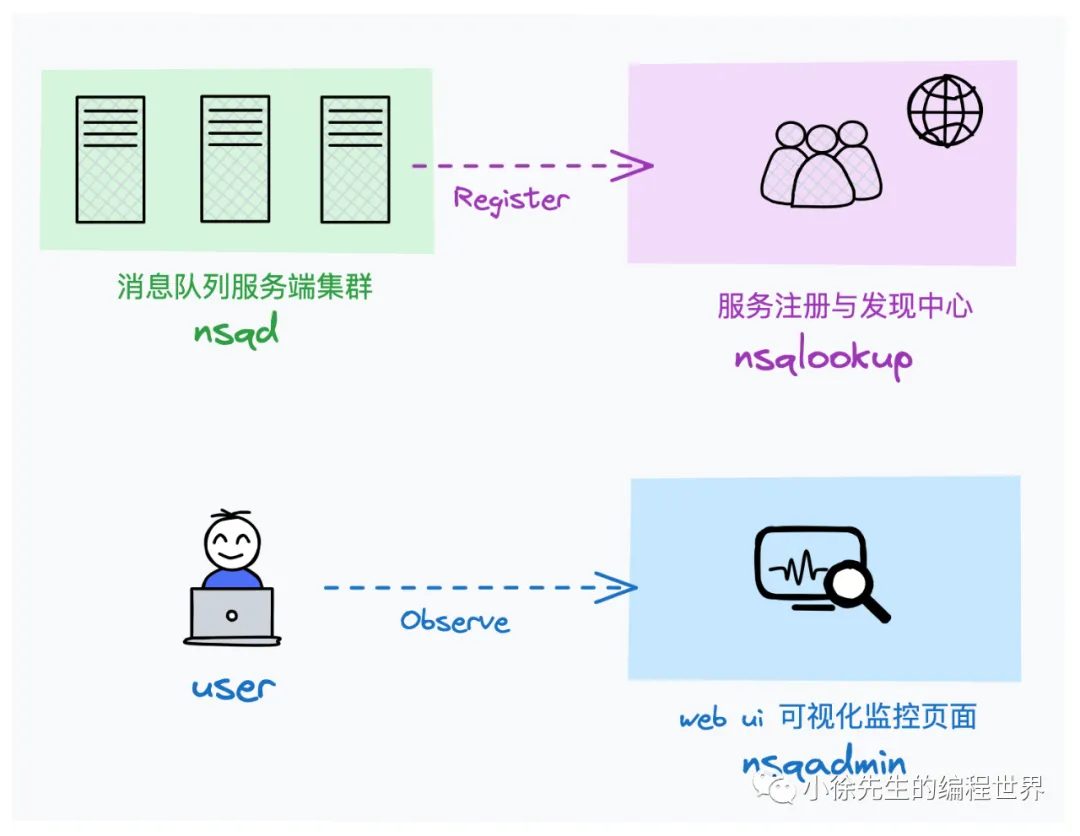 Register
消息队列服务端集群
nsqd
服务注册与发现中心
nsqlookup
Observe
user
web ui 可视化监控页面
nsqadmin
小徐先生的编程世界